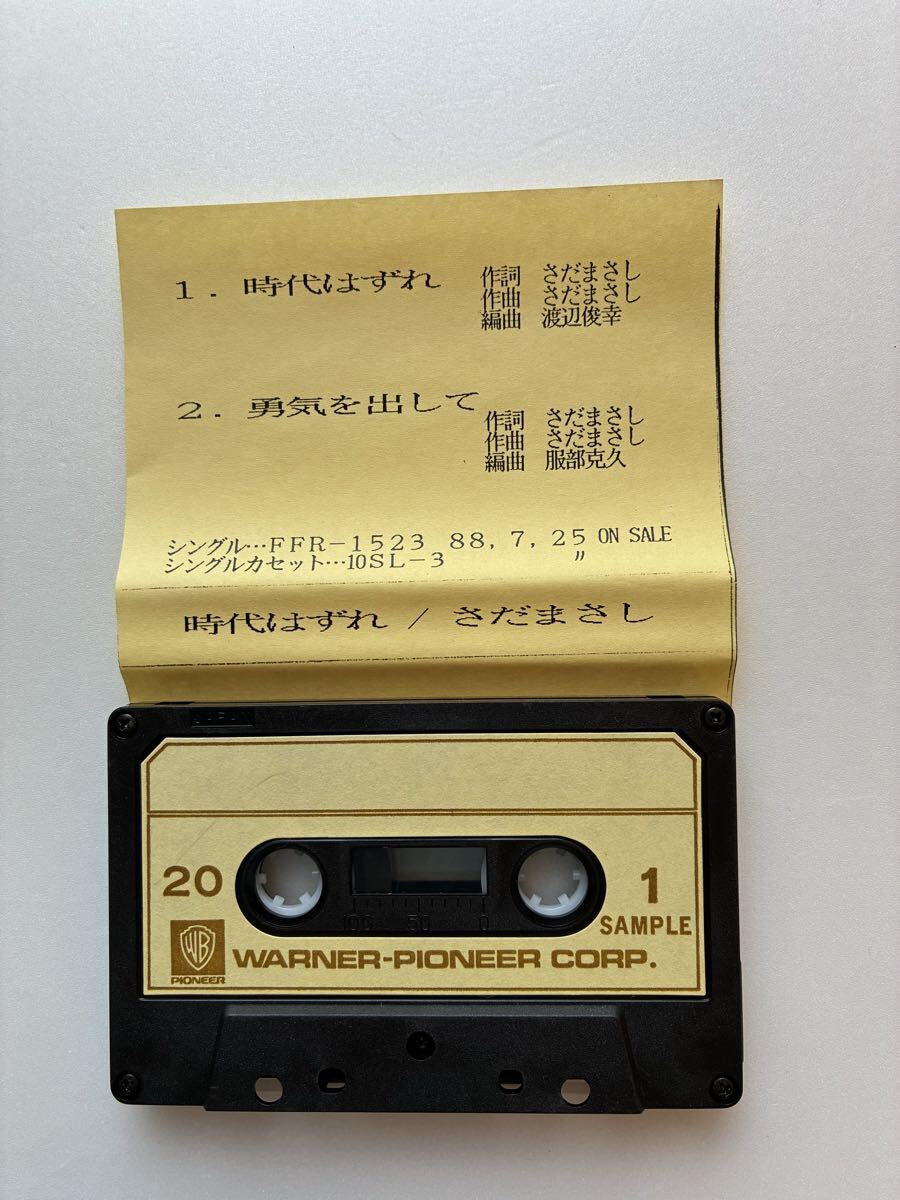 1. 時代はずれ
作詞 さだまさし
作曲 さだまさし
編曲 渡辺俊幸
2. 勇気を出して
作詞 さだまさし
作曲 さだまさし
編曲 服部克久
シングル…FFR-1523 88, 7, 25 ON SALE
シングルカセット…10SL-3 〃
時代はずれ / さだまさし
20
1
100 50 0
SAMPLE
WB
PIONEER
WARNER-PIONEER CORP.